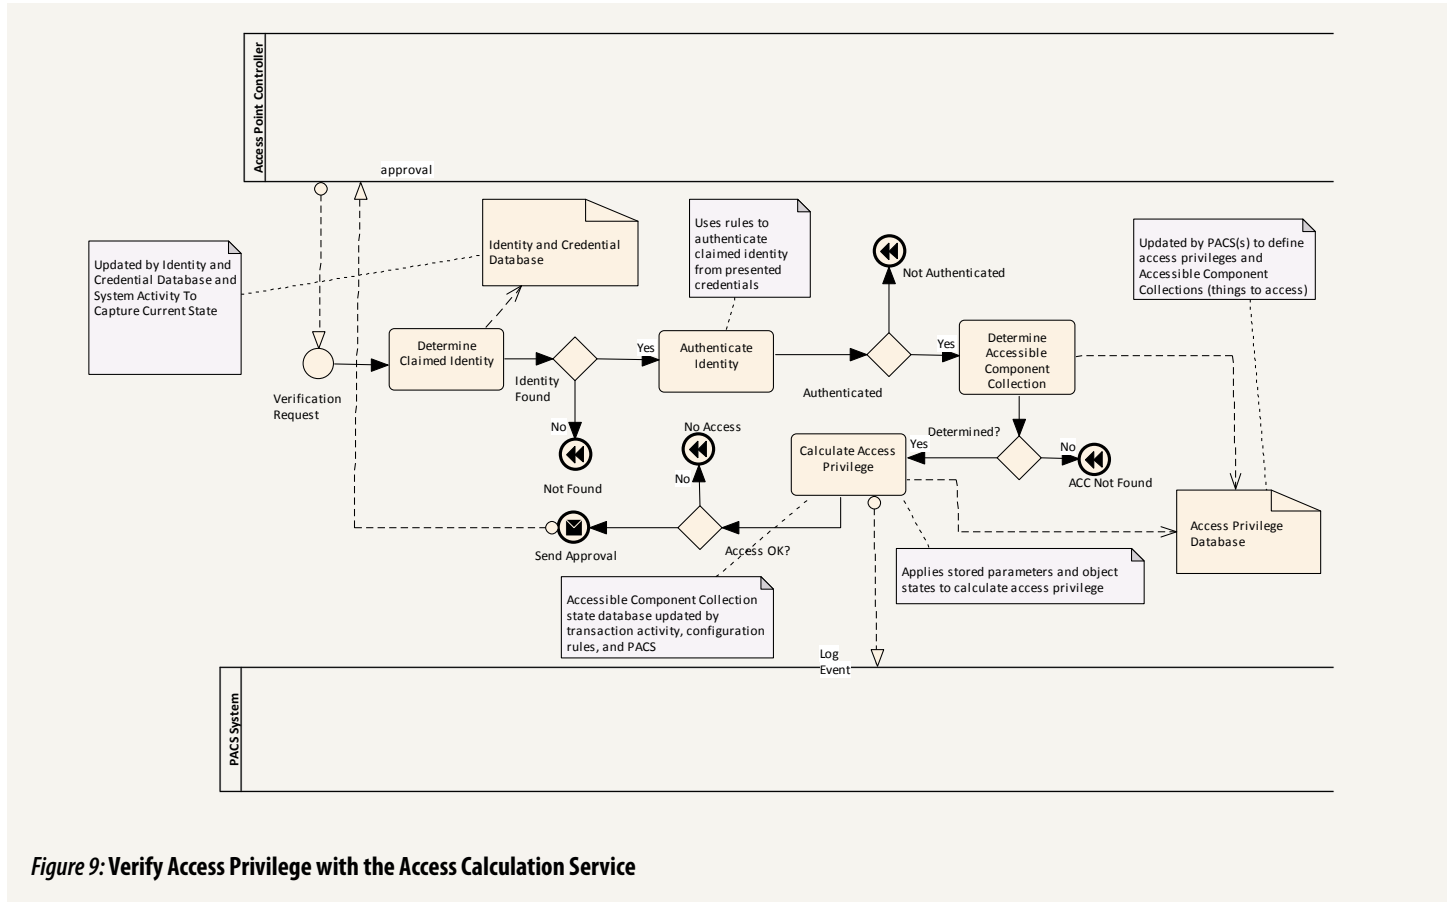 Access Point Controller
approval
Identity and Credential
Database
Uses rules to
authenticate
claimed identity
from presented
credentials
Updated by Identity and
Credential Database and
System Activity To
Capture Current State
Not Authenticated
Updated by PACS(s) to define
access privileges and
Accessible Component
Collections (things to access)
Verification
Request
Determine
Claimed Identity
Identity
Found
Yes
Authenticate
Identity
Authenticated
Yes
Determine
Accessible
Component
Collection
No
Not Found
No Access
No
Calculate Access
Privilege
Yes
Determined?
No
ACC Not Found
Send Approval
Access OK?
Access Privilege
Database
Applies stored parameters and object
states to calculate access privilege
Accessible Component Collection
state database updated by
transaction activity, configuration
rules, and PACS
Log
Event
PACS System
Figure 9: Verify Access Privilege with the Access Calculation Service